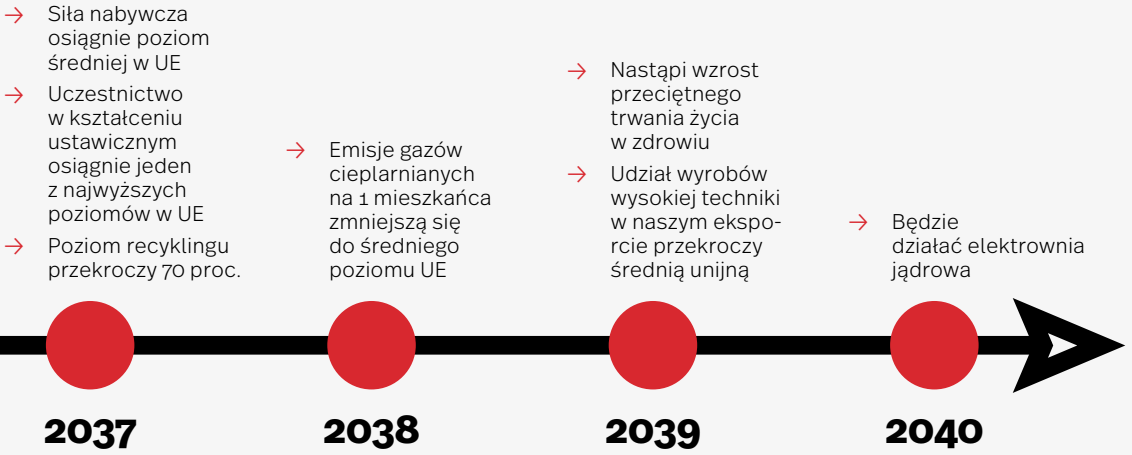 → Siła nabywcza
osiągnie poziom
średniej w UE
→ Uczestnictwo
w kształceniu
ustawicznym
osiągnie jeden
z najwyższych
poziomów w UE
→ Poziom recyklingu
przekroczy 70 proc.
2037
→ Emisje gazów
cieplarnianych
na 1 mieszkańca
zmniejszą się
do średniego
poziomu UE
2038
→ Nastąpi wzrost
przeciętnego
trwania życia
w zdrowiu
→ Udział wyrobów
wysokiej techniki
w naszym ekspo-
rcie przekroczy
średnią unijną
2039
→ Będzie
działać elektrownia
jądrowa
2040